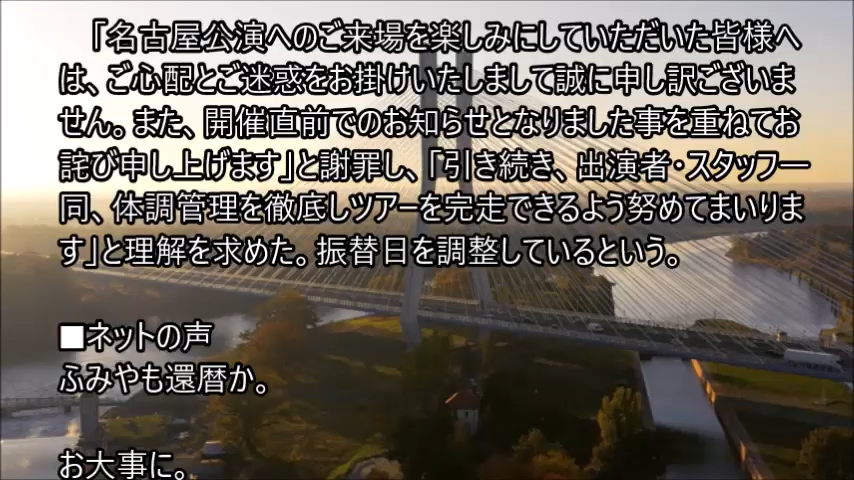 「名古屋公演へのご来場を楽しみにしていただいた皆様へ
は、ご心配とご迷惑をお掛けいたしまして誠に申し訳ございま
せん。また、開催直前でのお知らせとなりました事を重ねてお
詫び申し上げます」と謝罪し、「引き続き、出演者・スタッフ一
同、体調管理を徹底しツアーを完走できるよう努めてまいりま
す」と理解を求めた。振替日を調整しているという。
■ネットの声
ふみやも還暦か。
お大事に。